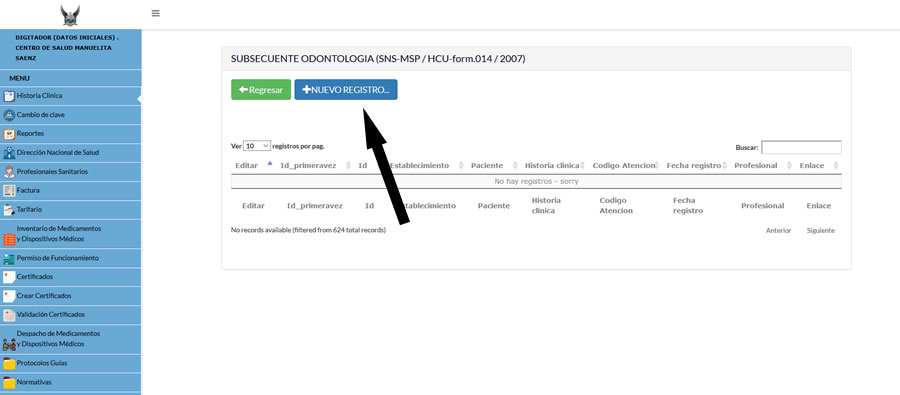 DIGITADOR (DATOS INICIALES) .
CENTRO DE SALUD MANUELITA
SAENZ
MENU
Historia Clinica
Cambio de clave
Reportes
Dirección Nacional de Salud
Profesionales Sanitarios
Factura
Tarifario
Inventario de Medicamentos
y Dispositivos Médicos
Permiso de Funcionamiento
Certificados
Crear Certificados
Validación Certificados
Despacho de Medicamentos
y Dispositivos Médicos
Protocolos Guías
Normativas
SUBSECUENTE ODONTOLOGIA (SNS-MSP / HCU-form.014 / 2007)
Regresar
NUEVO REGISTRO...
Ver 10 registros por pag.
Buscar:
Editar Id_primeravez Id Establecimiento Paciente Historia clinica Codigo Atencion Fecha registro Profesional Enlace
No hay registros - sorry
Editar Id_primeravez Id Establecimiento Paciente Historia clinica Codigo Atencion Fecha registro Profesional Enlace
No records available (filtered from 624 total records)
Anterior Siguiente